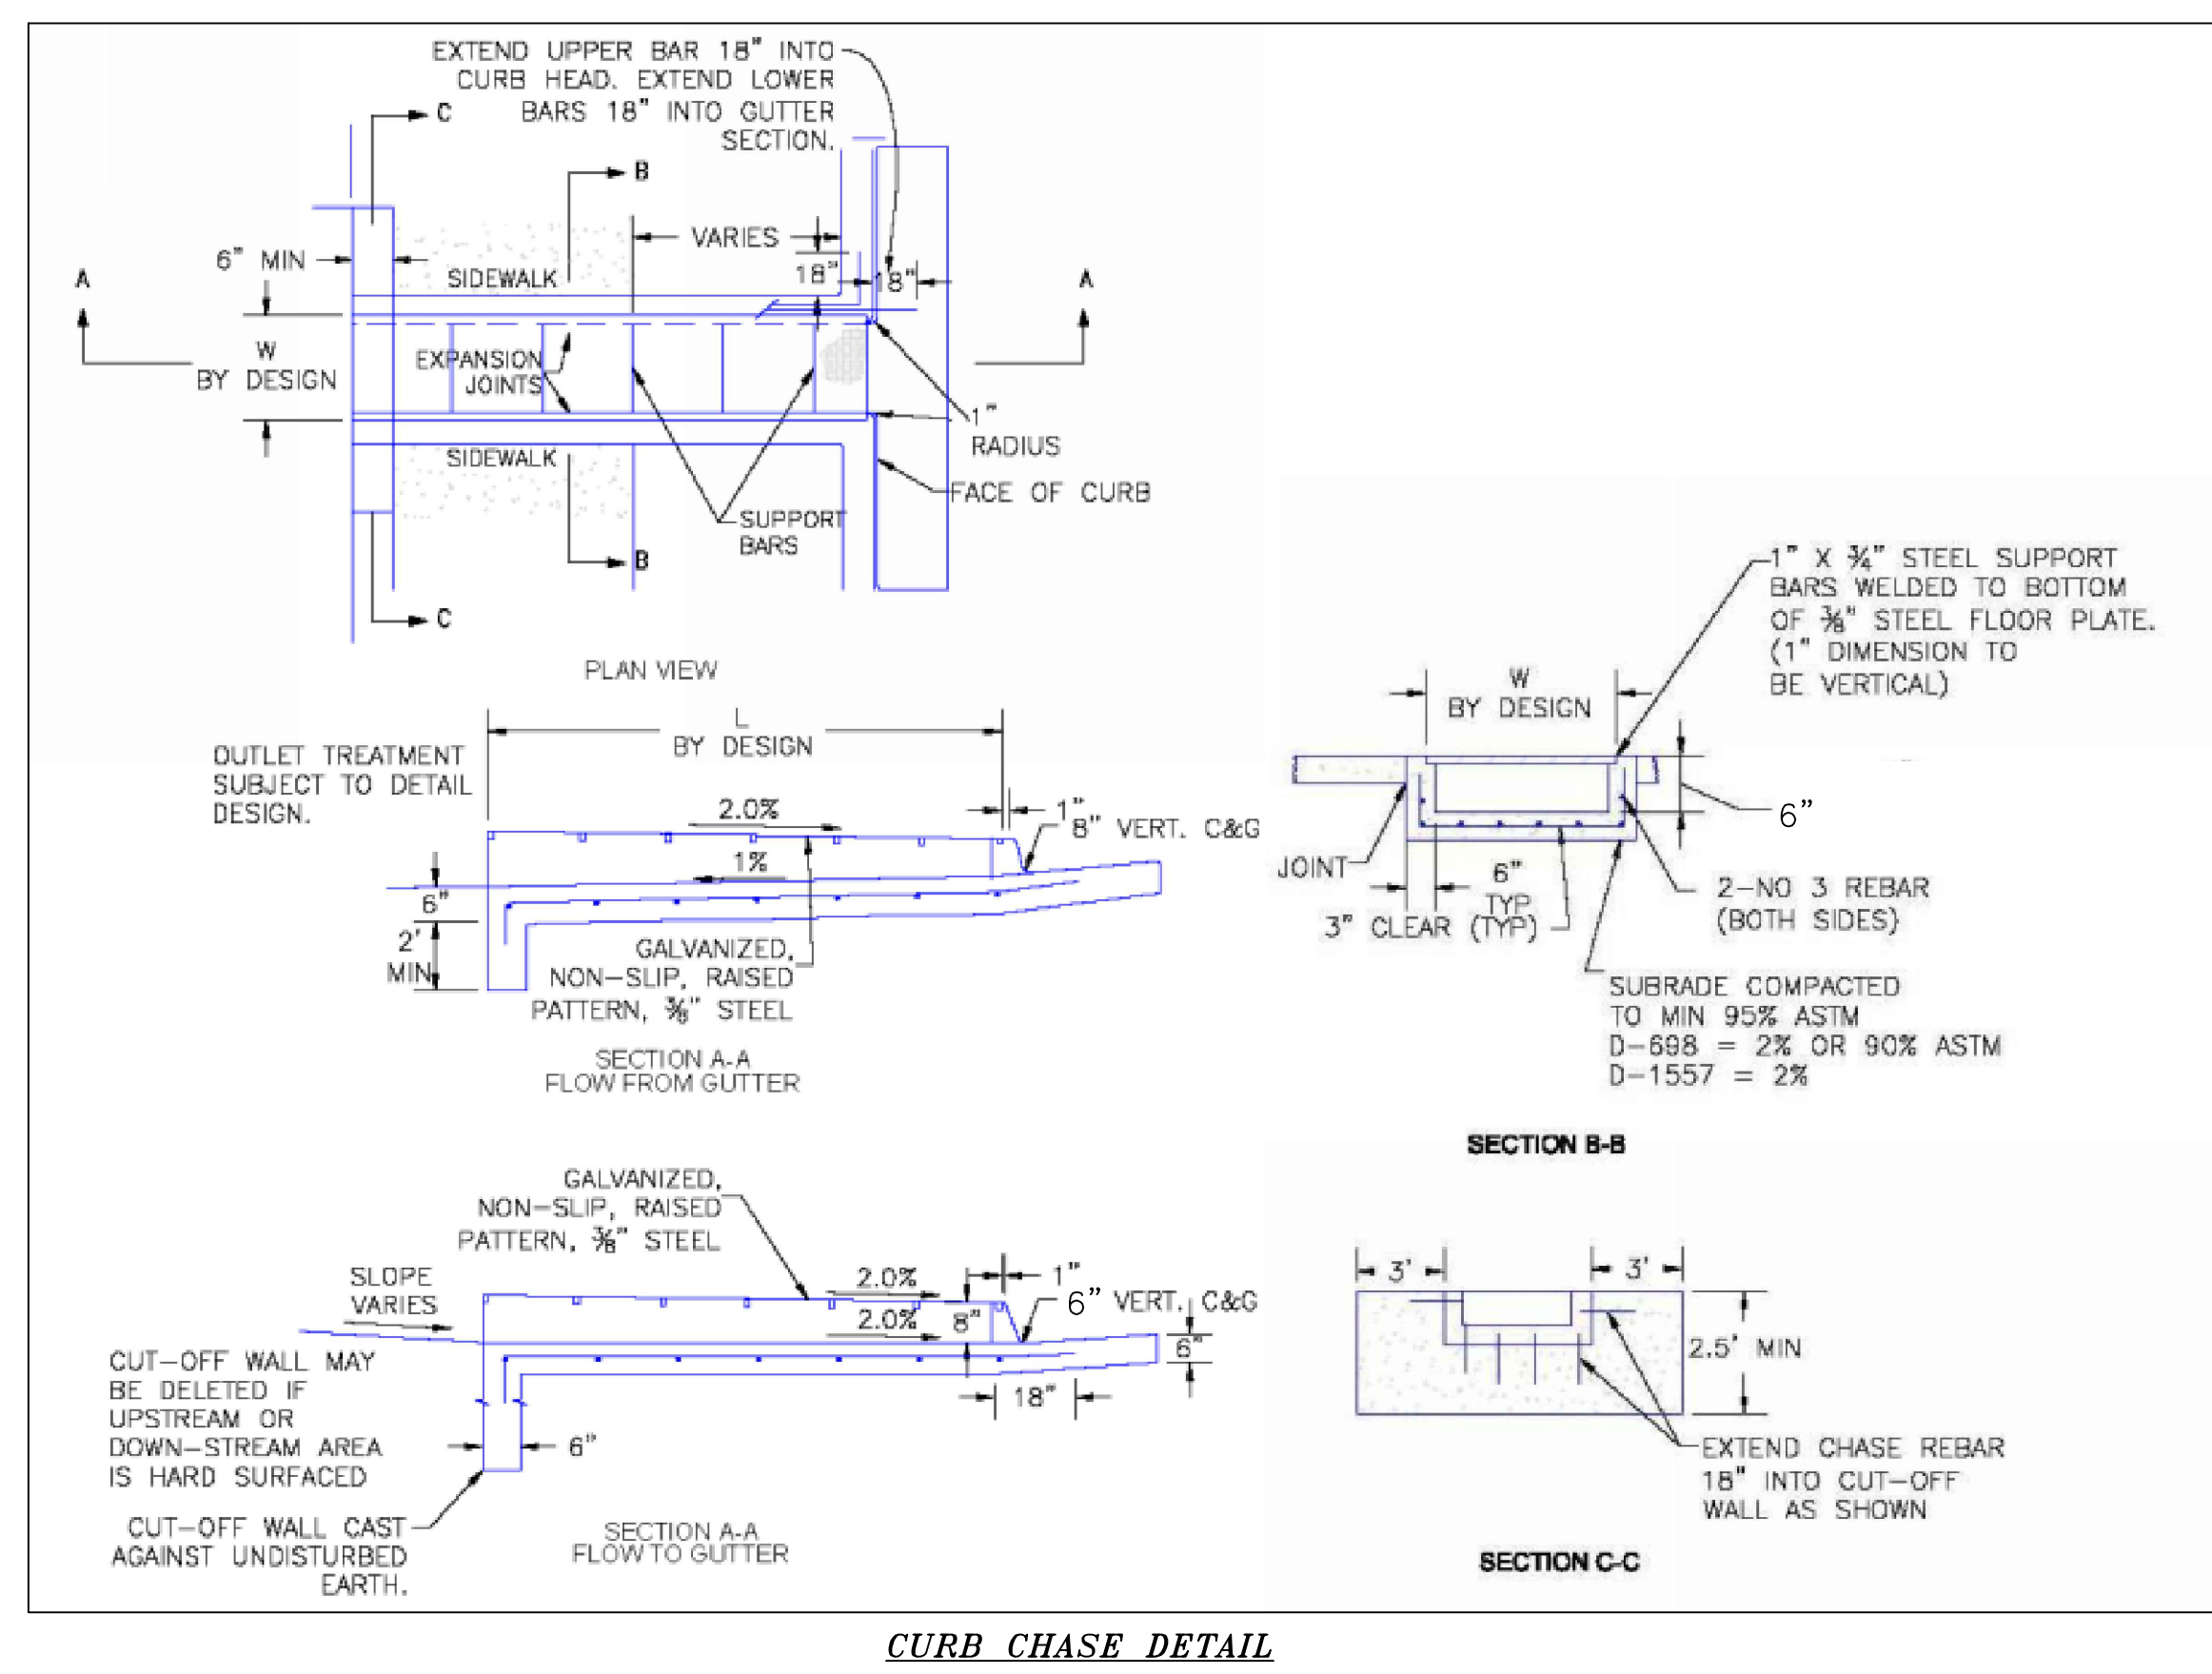 EXTEND UPPER BAR 18" INTO
CURB HEAD. EXTEND LOWER
BARS 18" INTO GUTTER
SECTION.
C
B
VARIES
6" MIN
18"
18"
SIDEWALK
A
A
W
BY DESIGN
EXPANSION
JOINTS
1"
RADIUS
SIDEWALK
FACE OF CURB
SUPPORT
BARS
B
C
PLAN VIEW
L
BY DESIGN
OUTLET TREATMENT
SUBJECT TO DETAIL
DESIGN.
2.0%
1"
8" VERT. C&G
1%
6"
2'
MIN
GALVANIZED,
NON-SLIP, RAISED
PATTERN, ⅜" STEEL
SECTION A-A
FLOW FROM GUTTER
GALVANIZED,
NON-SLIP, RAISED
PATTERN, ⅜" STEEL
SLOPE
VARIES
2.0%
2.0%
8"
1"
6" VERT. C&G
6"
18"
6"
CUT-OFF WALL MAY
BE DELETED IF
UPSTREAM OR
DOWN-STREAM AREA
IS HARD SURFACED
CUT-OFF WALL CAST
AGAINST UNDISTURBED
EARTH.
SECTION A-A
FLOW TO GUTTER
1" X ¾" STEEL SUPPORT
BARS WELDED TO BOTTOM
OF ⅜" STEEL FLOOR PLATE.
(1" DIMENSION TO
BE VERTICAL)
W
BY DESIGN
6"
JOINT
6"
TYP
3" CLEAR (TYP)
2-NO 3 REBAR
(BOTH SIDES)
SUBRADE COMPACTED
TO MIN 95% ASTM
D-698 = 2% OR 90% ASTM
D-1557 = 2%
SECTION B-B
3'
3'
2.5' MIN
EXTEND CHASE REBAR
18" INTO CUT-OFF
WALL AS SHOWN
SECTION C-C
CURB CHASE DETAIL